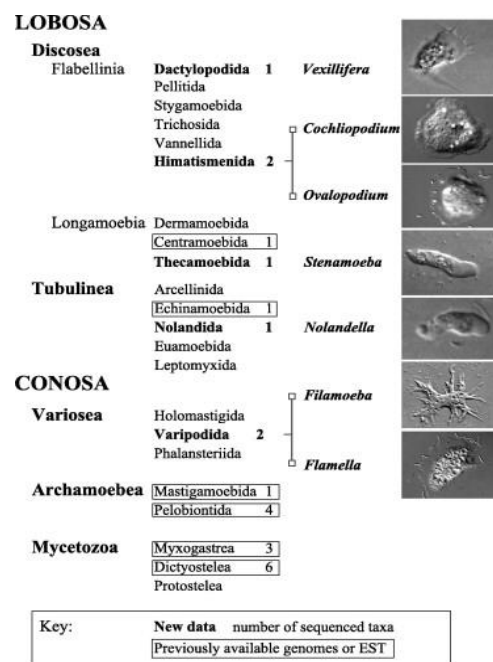 LOBOSA
Discosea
Flabellinia Dactylopodida 1 Vexillifera
Pellitida
Stygamoebida
Trichosida
Cochliopodium
Vannellida
Himatismenida 2
Ovalopodium
Longamoebia Dermamoebida
Centramoebida 1
Thecamoebida 1 Stenamoeba
Tubulinea Arcellinida
Echinamoebida 1
Nolandida 1 Nolandella
Euamoebida
Leptomyxida
CONOSA
Filamoeba
Variosea Holomastigida
Varipodida 2
Phalansteriida
Flamella
Archamoebea Mastigamoebida 1
Pelobiontida 4
Mycetozoa Myxogastrea 3
Dictyostelea 6
Protostelea
Key: New data number of sequenced taxa
Previously available genomes or EST